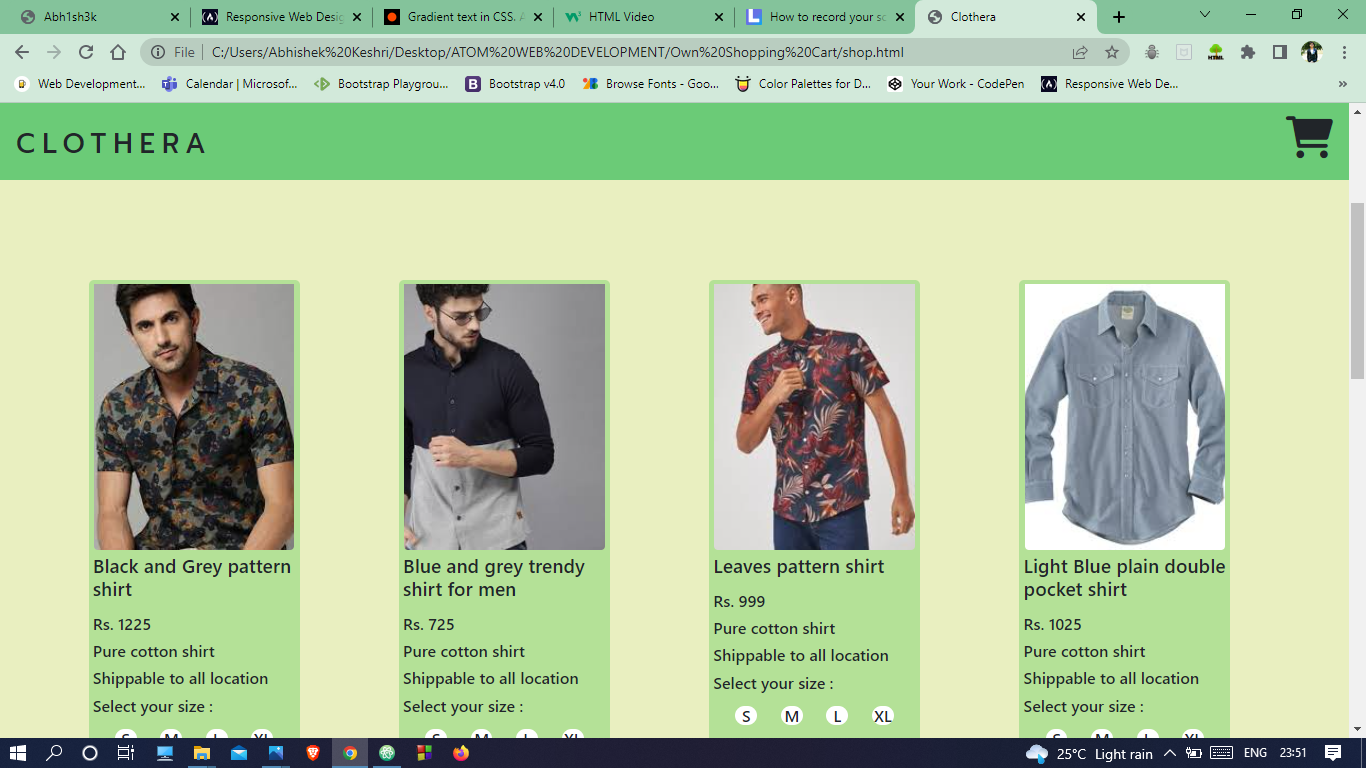 Abh1sh3k
Responsive Web Desig
Gradient text in CSS. A
HTML Video
How to record your sc
Clothera
File
C:/Users/Abhishek%20Keshri/Desktop/ATOM%20WEB%20DEVELOPMENT/Own%20Shopping%20Cart/shop.html
Web Development...
Calendar | Microsof...
Bootstrap Playgrou...
Bootstrap v4.0
Browse Fonts - Goo...
Color Palettes for D...
Your Work - CodePen
Responsive Web De...
CLOTHERA
Black and Grey pattern
shirt
Rs. 1225
Pure cotton shirt
Shippable to all location
Select your size :
S M L XL
Blue and grey trendy
shirt for men
Rs. 725
Pure cotton shirt
Shippable to all location
Select your size :
S M L XL
Leaves pattern shirt
Rs. 999
Pure cotton shirt
Shippable to all location
Select your size :
S M L XL
Light Blue plain double
pocket shirt
Rs. 1025
Pure cotton shirt
Shippable to all location
Select your size :
S M L XL
25°C Light rain
ENG
23:51